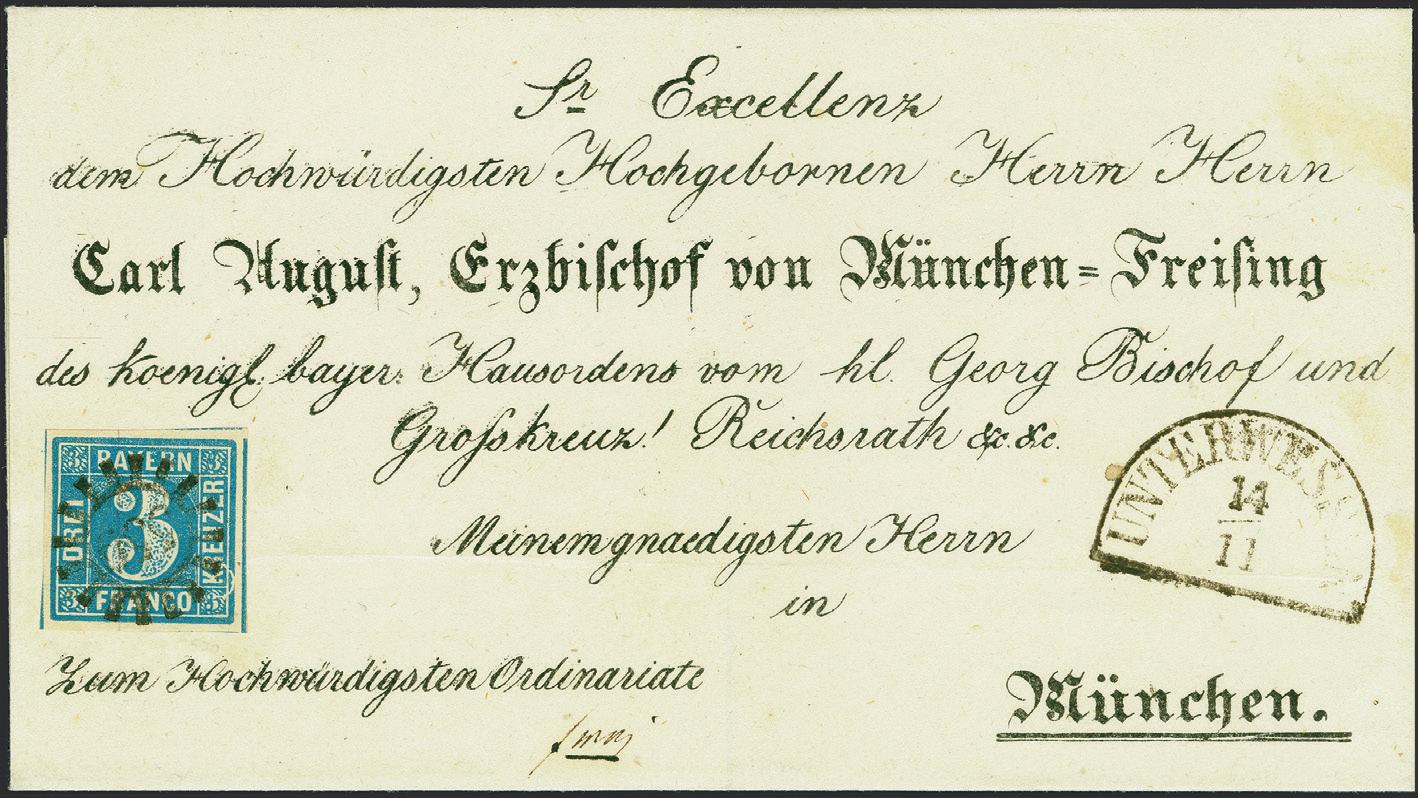 Sr Excellenz
dem Hochwürdigsten Hochgebornen Herrn Herrn
Carl August, Erzbischof von München=Freising
des koenigl. bayer: Hausordens vom hl. Georg Bischof und
Grosskreuz! Reichsrath &c. &c.
BAYERN
DREI
3
KREUZER
FRANCO
14
11
Meinem gnaedigsten Herrn
in
Zum Hochwürdigsten Ordinariate
München.